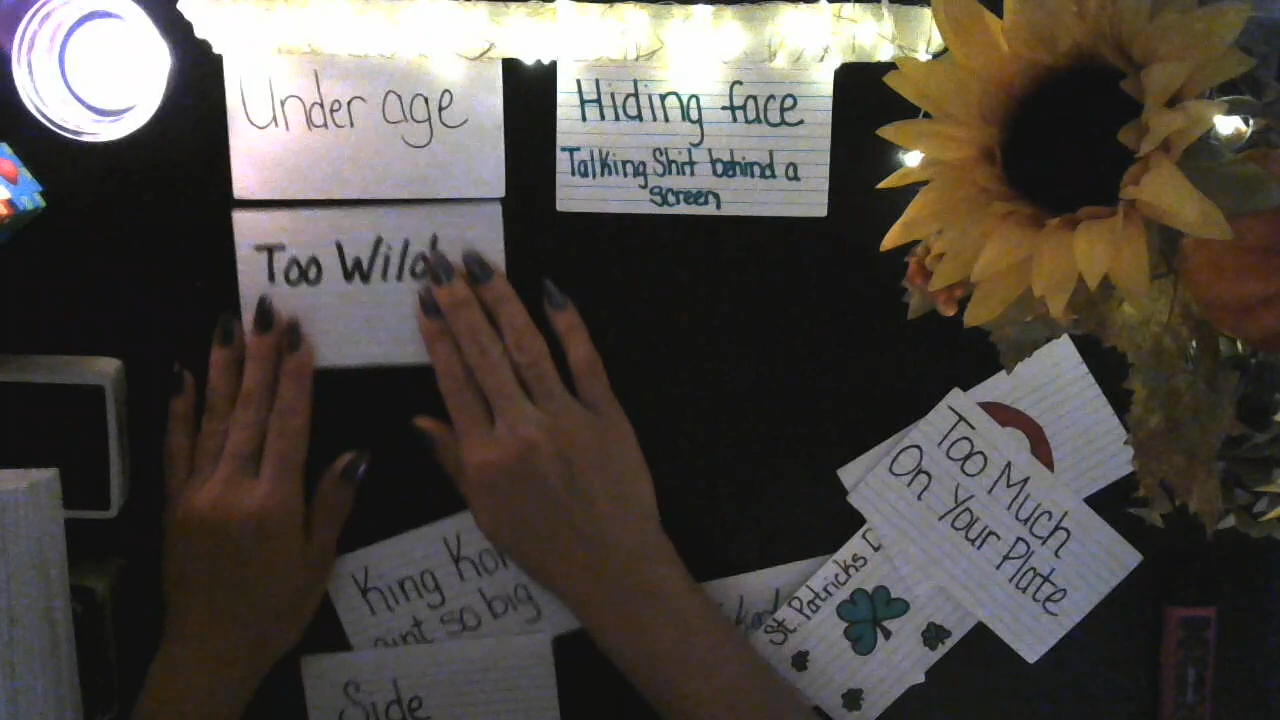 Under age
Hiding face
Talking Shit behind a
screen
Too Wild
Too Much
On Your Plate
St. Patricks D
King Kon
aint so big
Side